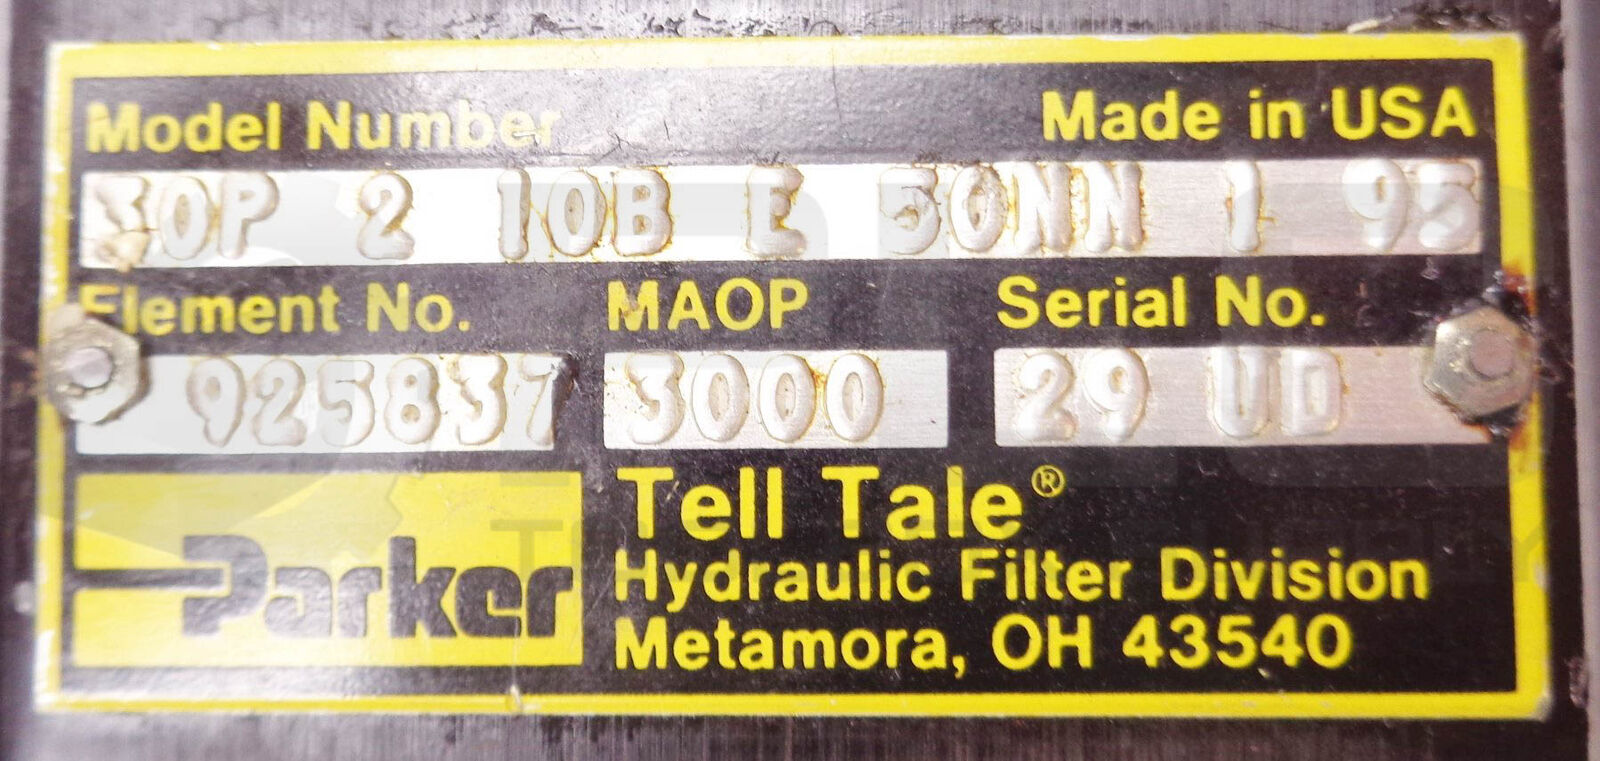 Model Number Made in USA
30P 2 10B E 50NN 1 95
Element No. MAOP Serial No.
925837 3000 29 UD
Parker
Tell Tale®
Hydraulic Filter Division
Metamora, OH 43540